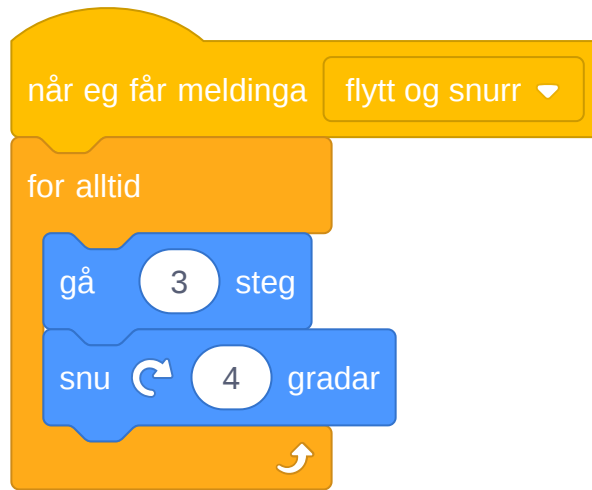 når eg får meldinga flytt og snurr
for alltid
gå 3 steg
snu 4 gradar